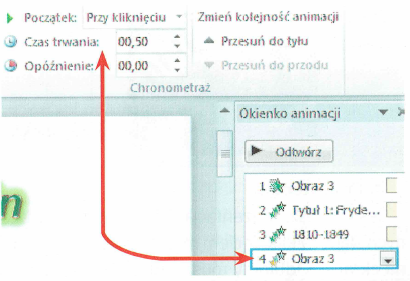 Początek: Przy kliknięciu
Zmień kolejność animacji
Czas trwania: 00,50
Przesuń do tyłu
Opóźnienie: 00,00
Przesuń do przodu
Chronometraż
Okienko animacji
Odtwórz
1 Obraz 3
2 Tytuł 1: Fryde...
3 1810-1849
4 Obraz 3
n